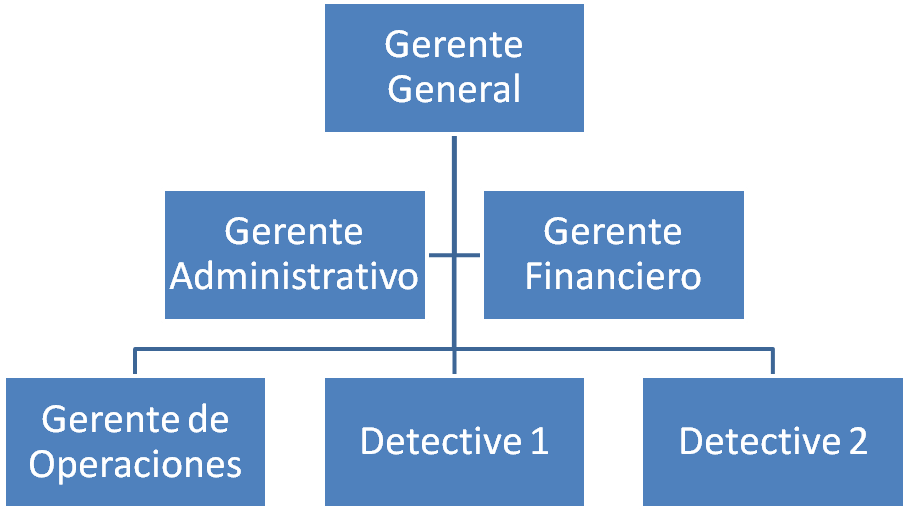 Gerente
General
Gerente
Administrativo
Gerente
Financiero
Gerente de
Operaciones
Detective 1
Detective 2